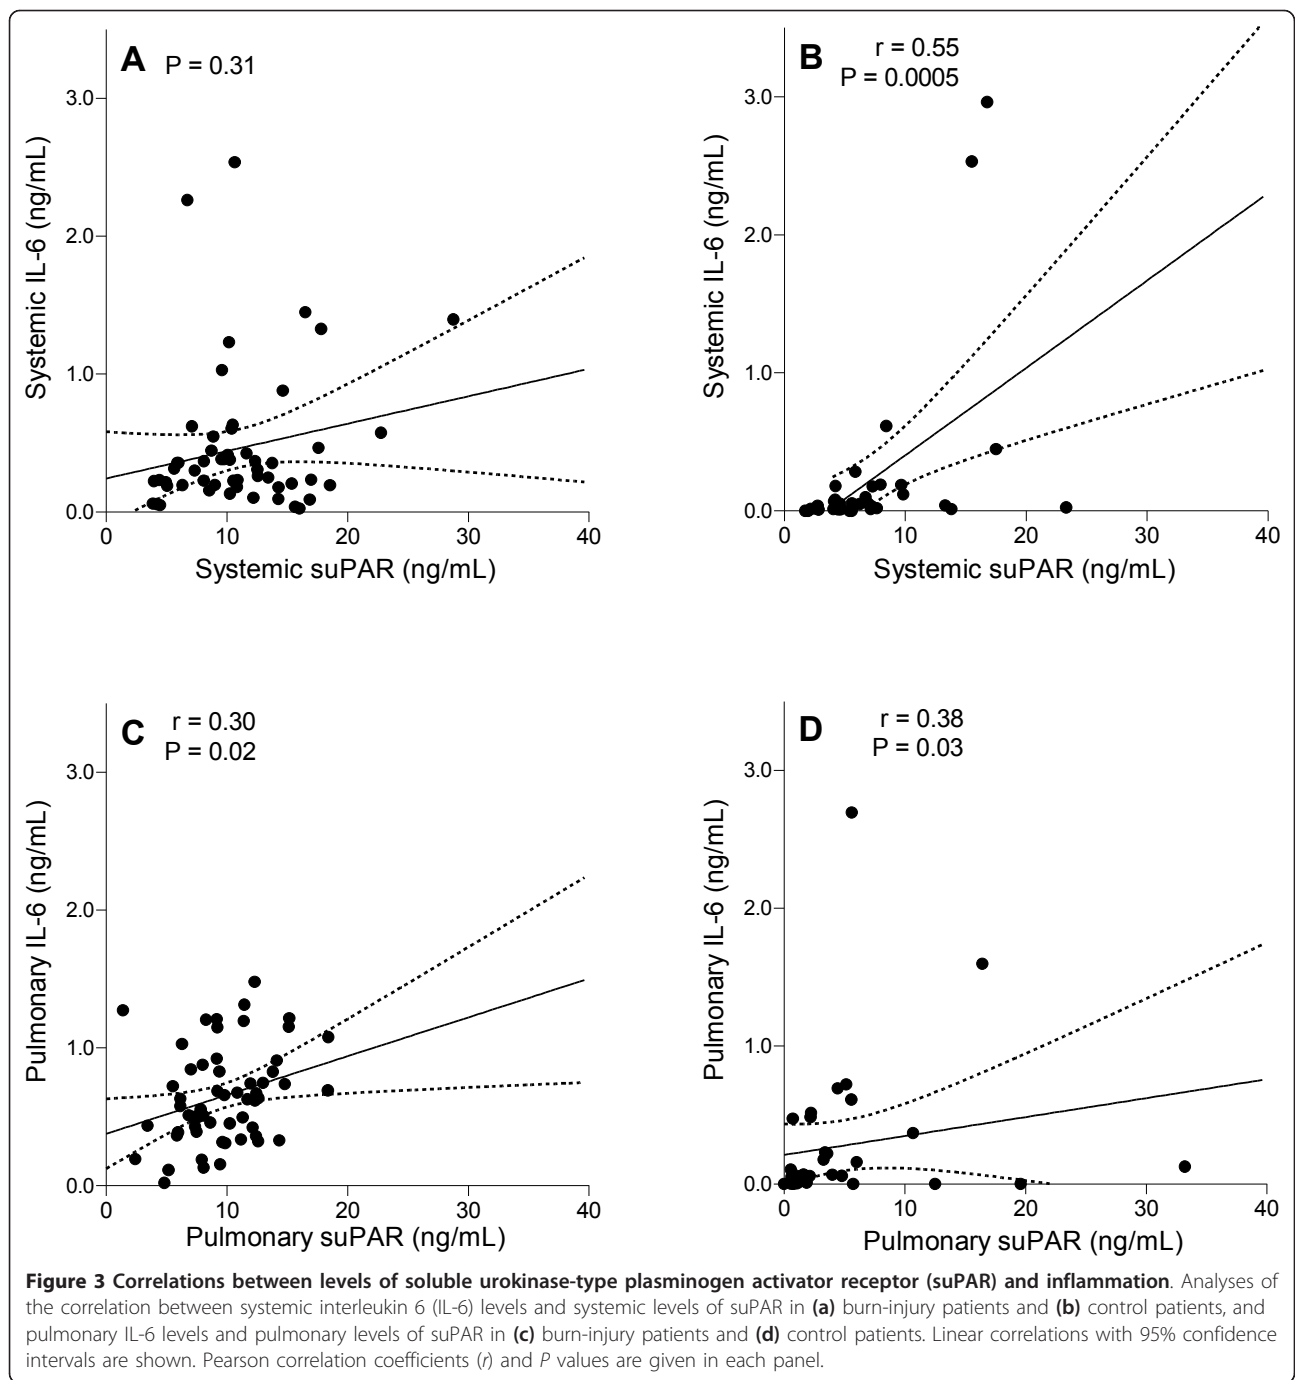 A P = 0.31
3.0
2.0
1.0
0.0
0 10 20 30 40
Systemic IL-6 (ng/mL)
Systemic suPAR (ng/mL)
B r = 0.55
P = 0.0005
3.0
2.0
1.0
0.0
0 10 20 30 40
Systemic IL-6 (ng/mL)
Systemic suPAR (ng/mL)
C r = 0.30
P = 0.02
3.0
2.0
1.0
0.0
0 10 20 30 40
Pulmonary IL-6 (ng/mL)
Pulmonary suPAR (ng/mL)
D r = 0.38
P = 0.03
3.0
2.0
1.0
0.0
0 10 20 30 40
Pulmonary IL-6 (ng/mL)
Pulmonary suPAR (ng/mL)
Figure 3 Correlations between levels of soluble urokinase-type plasminogen activator receptor (suPAR) and inflammation. Analyses of
the correlation between systemic interleukin 6 (IL-6) levels and systemic levels of suPAR in (a) burn-injury patients and (b) control patients, and
pulmonary IL-6 levels and pulmonary levels of suPAR in (c) burn-injury patients and (d) control patients. Linear correlations with 95% confidence
intervals are shown. Pearson correlation coefficients (r) and P values are given in each panel.